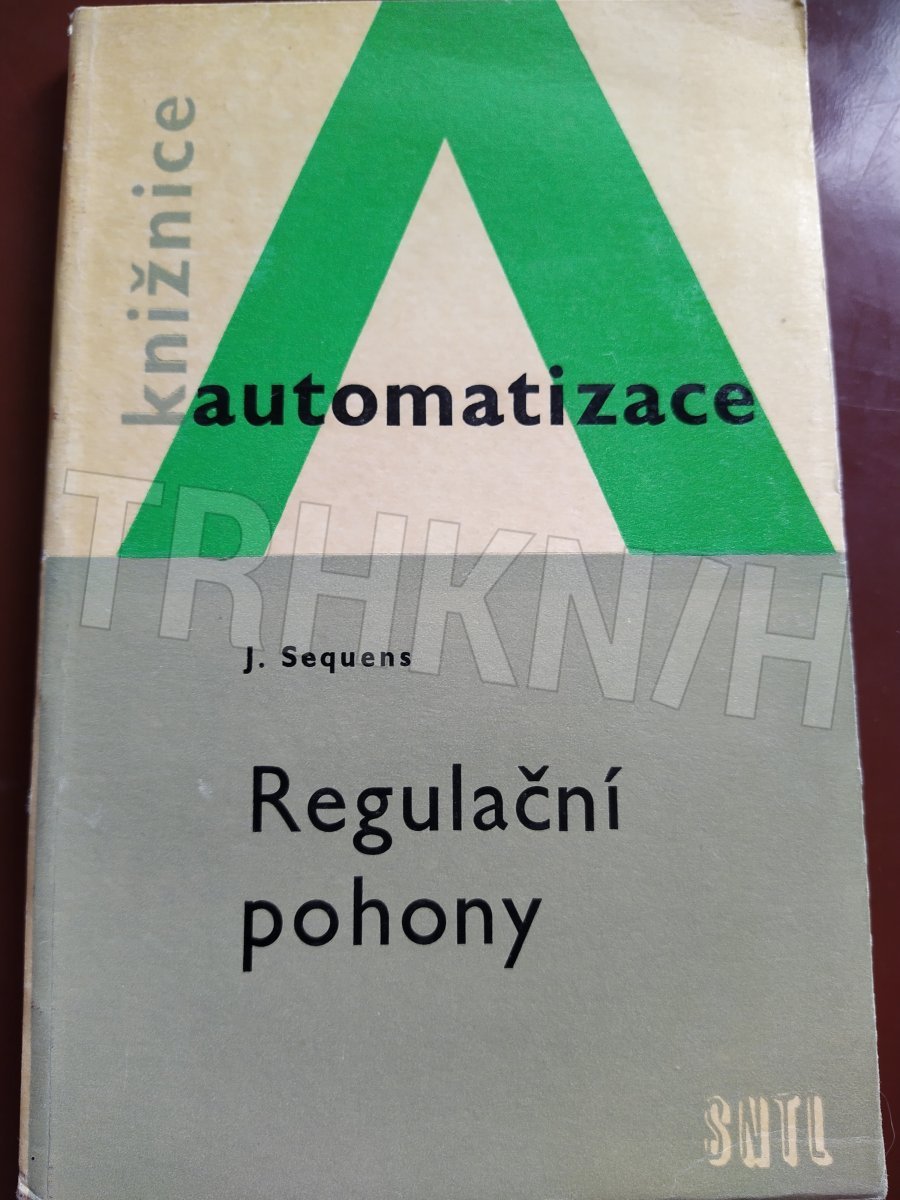 knižnice
automatizace
TRHKNIH
J. Sequens
Regulační
pohony
SNTL